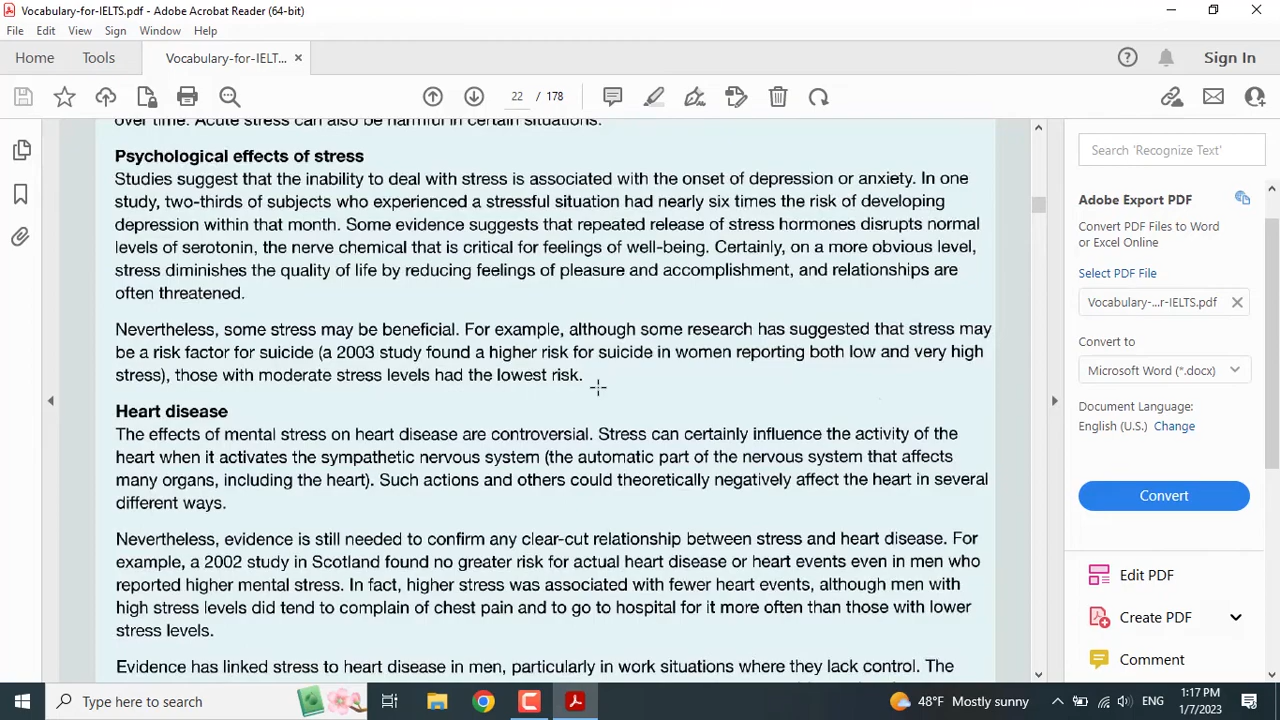 Vocabulary-for-IELTS.pdf - Adobe Acrobat Reader (64-bit)
File Edit View Sign Window Help
Home Tools Vocabulary-for-IELT... × Sign In
22 / 178
over time. Acute stress can also be harmful in certain situations.
Psychological effects of stress
Studies suggest that the inability to deal with stress is associated with the onset of depression or anxiety. In one
study, two-thirds of subjects who experienced a stressful situation had nearly six times the risk of developing
depression within that month. Some evidence suggests that repeated release of stress hormones disrupts normal
levels of serotonin, the nerve chemical that is critical for feelings of well-being. Certainly, on a more obvious level,
stress diminishes the quality of life by reducing feelings of pleasure and accomplishment, and relationships are
often threatened.
Nevertheless, some stress may be beneficial. For example, although some research has suggested that stress may
be a risk factor for suicide (a 2003 study found a higher risk for suicide in women reporting both low and very high
stress), those with moderate stress levels had the lowest risk.
Heart disease
The effects of mental stress on heart disease are controversial. Stress can certainly influence the activity of the
heart when it activates the sympathetic nervous system (the automatic part of the nervous system that affects
many organs, including the heart). Such actions and others could theoretically negatively affect the heart in several
different ways.
Nevertheless, evidence is still needed to confirm any clear-cut relationship between stress and heart disease. For
example, a 2002 study in Scotland found no greater risk for actual heart disease or heart events even in men who
reported higher mental stress. In fact, higher stress was associated with fewer heart events, although men with
high stress levels did tend to complain of chest pain and to go to hospital for it more often than those with lower
stress levels.
Evidence has linked stress to heart disease in men, particularly in work situations where they lack control. The
Search 'Recognize Text'
Adobe Export PDF
Convert PDF Files to Word
or Excel Online
Select PDF File
Vocabulary-...r-IELTS.pdf
Convert to
Microsoft Word (*.docx)
Document Language:
English (U.S.) Change
Convert
Edit PDF
Create PDF
Comment
Type here to search
48°F Mostly sunny
ENG
1:17 PM
1/7/2023